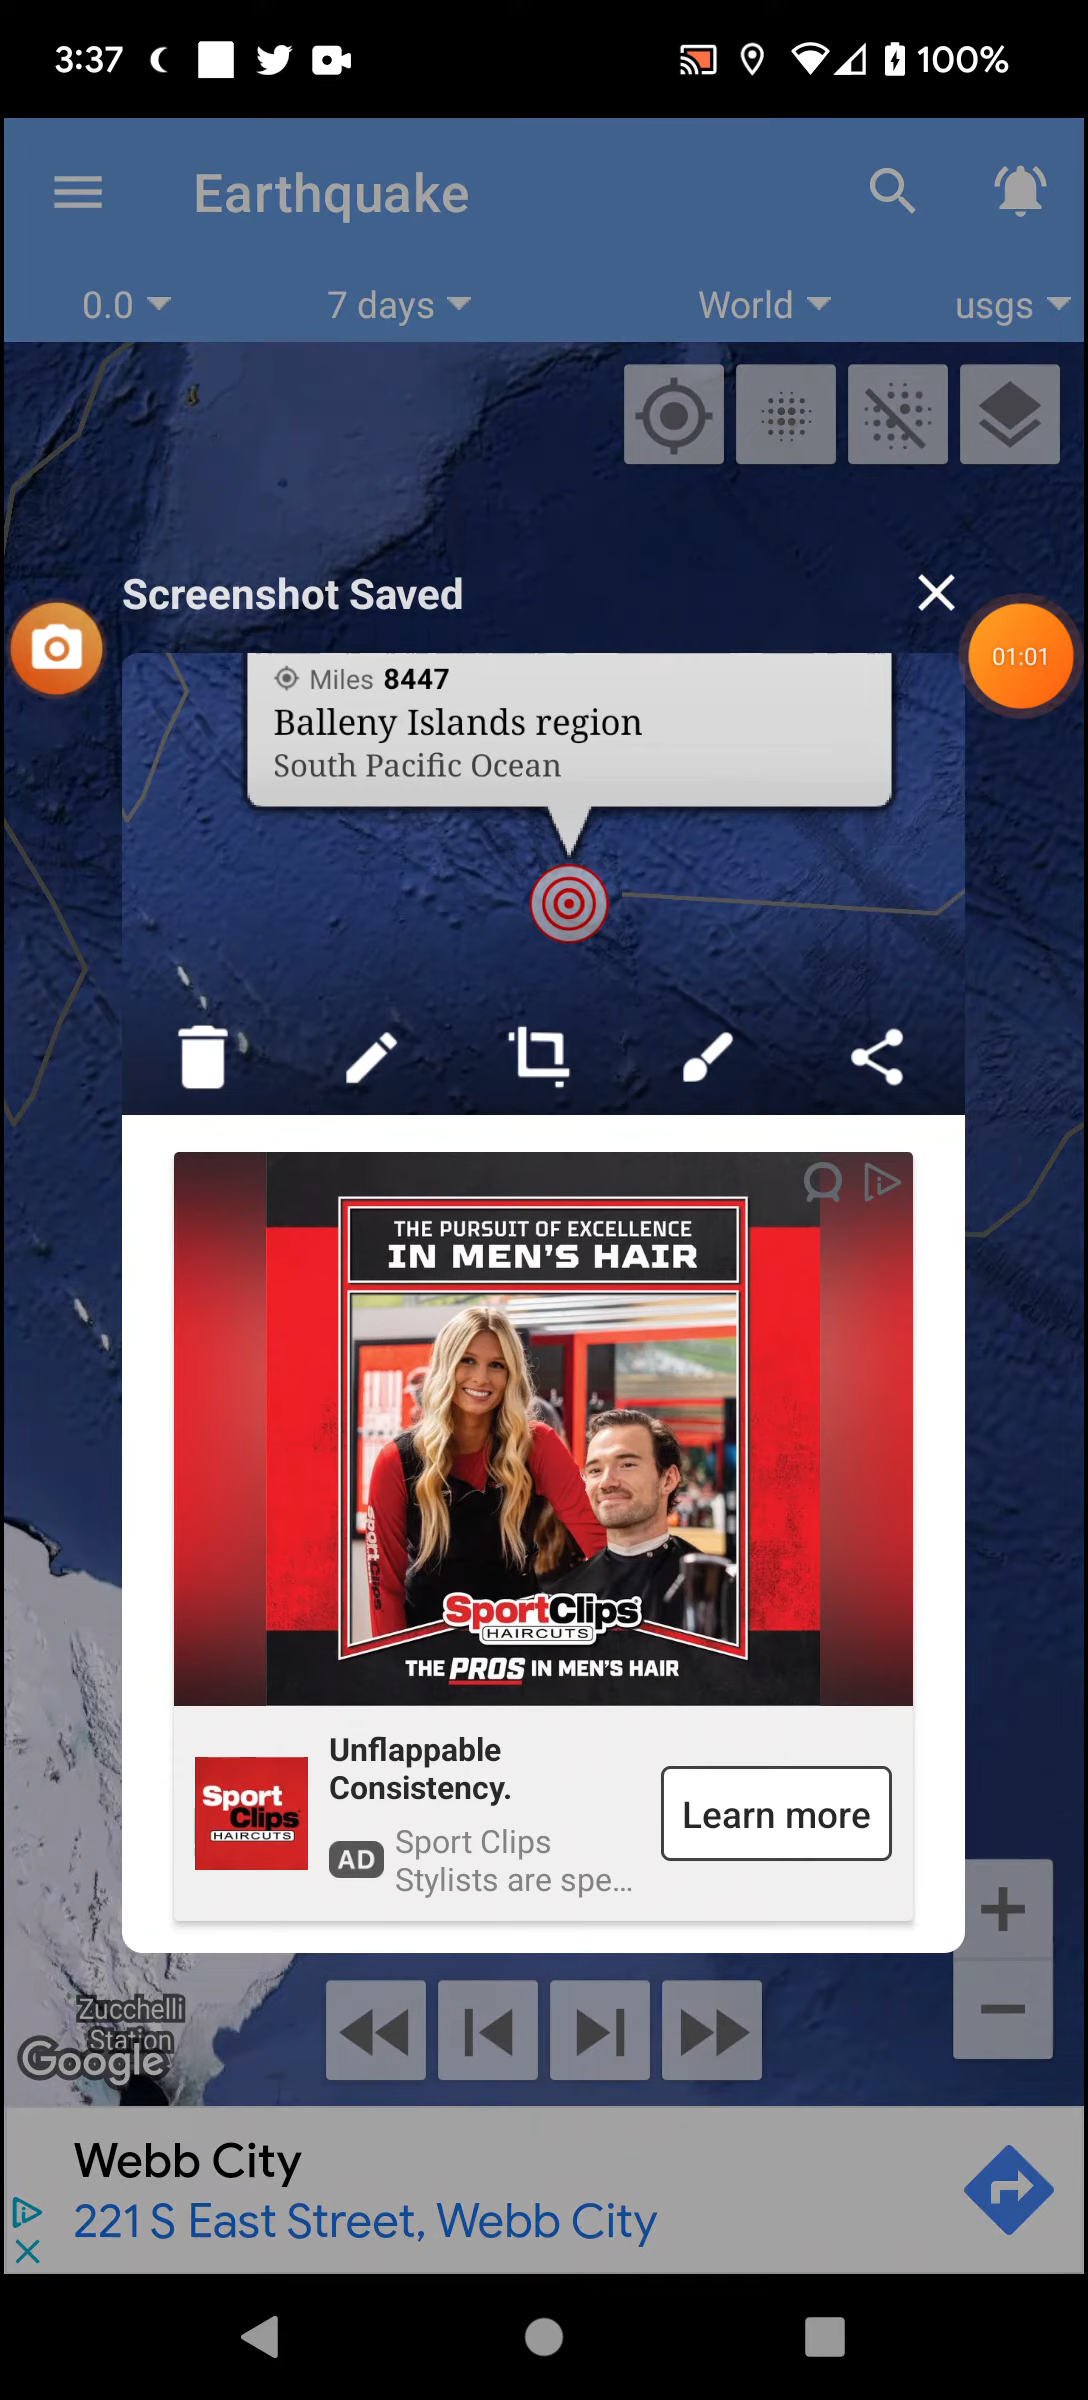 3:37
100%
Earthquake
0.0
7 days
World
usgs
Screenshot Saved
01:01
Miles 8447
Balleny Islands region
South Pacific Ocean
THE PURSUIT OF EXCELLENCE
IN MEN'S HAIR
sport Clips
SportClips
HAIRCUTS
THE PROS IN MEN'S HAIR
Sport
Clips
HAIRCUTS
Unflappable
Consistency.
AD
Sport Clips
Stylists are spe...
Learn more
Zucchelli
Station
Google
Webb City
221 S East Street, Webb City